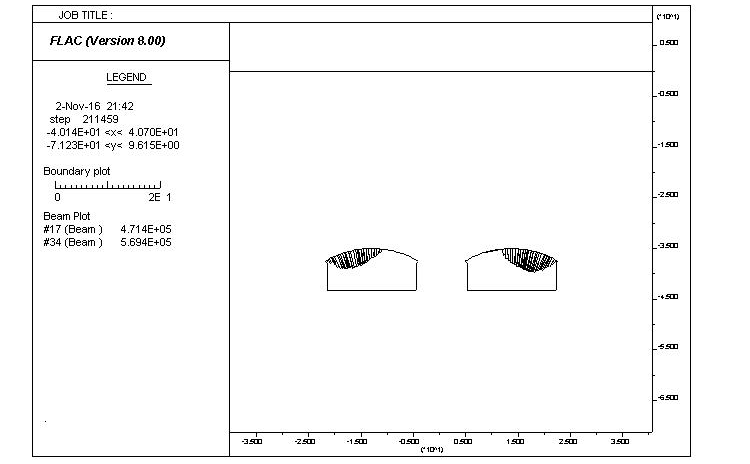 JOB TITLE :
(*10^1)
FLAC (Version 8.00)
LEGEND
2-Nov-16 21:42
step 211459
-4.014E+01 <x< 4.070E+01
-7.123E+01 <y< 9.615E+00
Boundary plot
0 2E 1
Beam Plot
#17 (Beam ) 4.714E+05
#34 (Beam ) 5.694E+05
0.500
-0.500
-1.500
-2.500
-3.500
-4.500
-5.500
-6.500
-3.500 -2.500 -1.500 -0.500 0.500 1.500 2.500 3.500
(*10^1)